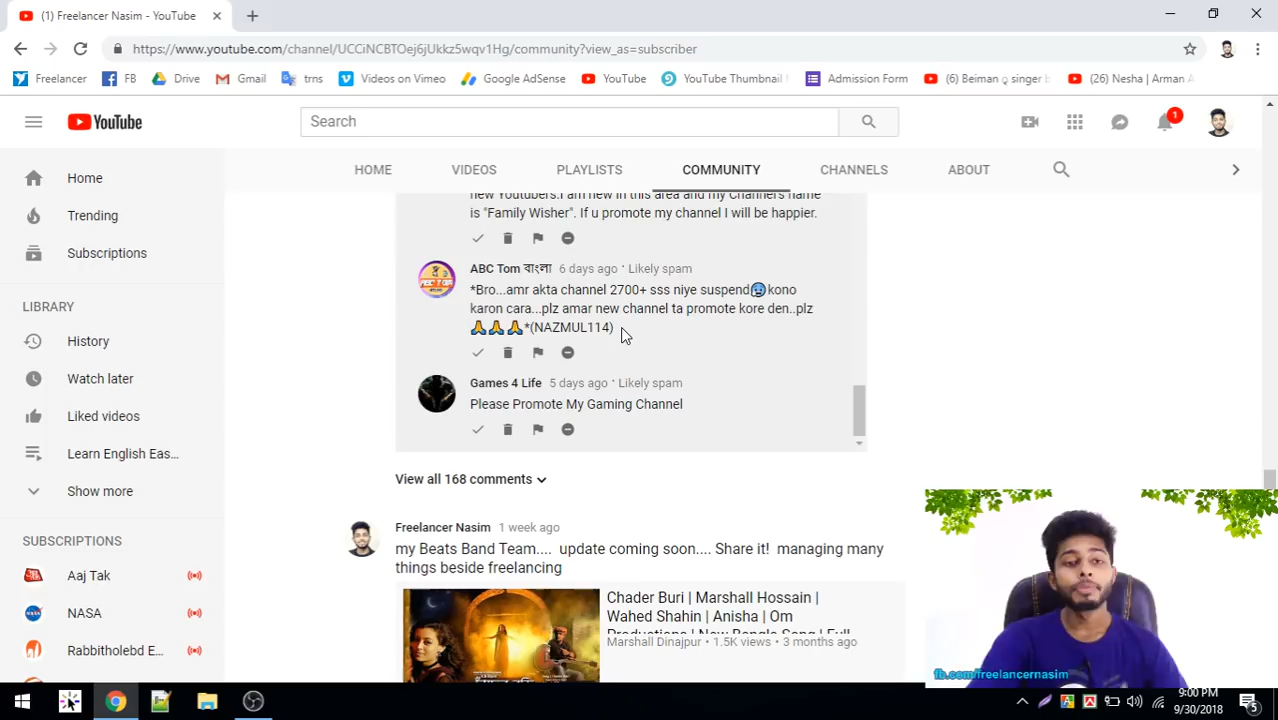 (1) Freelancer Nasim - YouTube
https://www.youtube.com/channel/UCCiNCBTOej6jUkkz5wqv1Hg/community?view_as=subscriber
Freelancer FB Drive Gmail trns Videos on Vimeo Google AdSense YouTube YouTube Thumbnail Admission Form (6) Beiman Q singer b (26) Nesha | Arman A
YouTube
Search
1
HOME VIDEOS PLAYLISTS COMMUNITY CHANNELS ABOUT
Home
Trending
Subscriptions
LIBRARY
History
Watch later
Liked videos
Learn English Eas...
Show more
SUBSCRIPTIONS
Aaj Tak
NASA
Rabbitholebd E...
new Youtubers.I am new in this area and my Channel's name
is "Family Wisher". If u promote my channel I will be happier.
ABC Tom বাংলা 6 days ago · Likely spam
*Bro...amr akta channel 2700+ sss niye suspend🥶kono
karon cara...plz amar new channel ta promote kore den..plz
🙏🙏🙏*(NAZMUL114)
Games 4 Life 5 days ago · Likely spam
Please Promote My Gaming Channel
View all 168 comments
Freelancer Nasim 1 week ago
my Beats Band Team.... update coming soon.... Share it! managing many
things beside freelancing
Chader Buri | Marshall Hossain |
Wahed Shahin | Anisha | Om
Productions | New Bangla Song | Full
Marshall Dinajpur • 1.5K views • 3 months ago
fb.com/freelancernasim
9:00 PM
9/30/2018
5